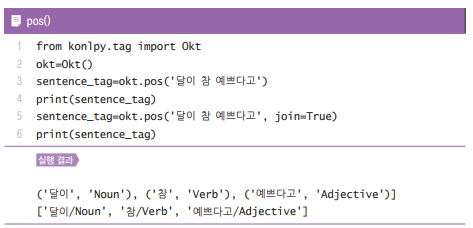 pos()
1 from konlpy.tag import Okt
2 okt=Okt()
3 sentence_tag=okt.pos('달이 참 예쁘다고')
4 print(sentence_tag)
5 sentence_tag=okt.pos('달이 참 예쁘다고', join=True)
6 print(sentence_tag)
실행 결과
('달이', 'Noun'), ('참', 'Verb'), ('예쁘다고', 'Adjective')]
['달이/Noun', '참/Verb', '예쁘다고/Adjective']